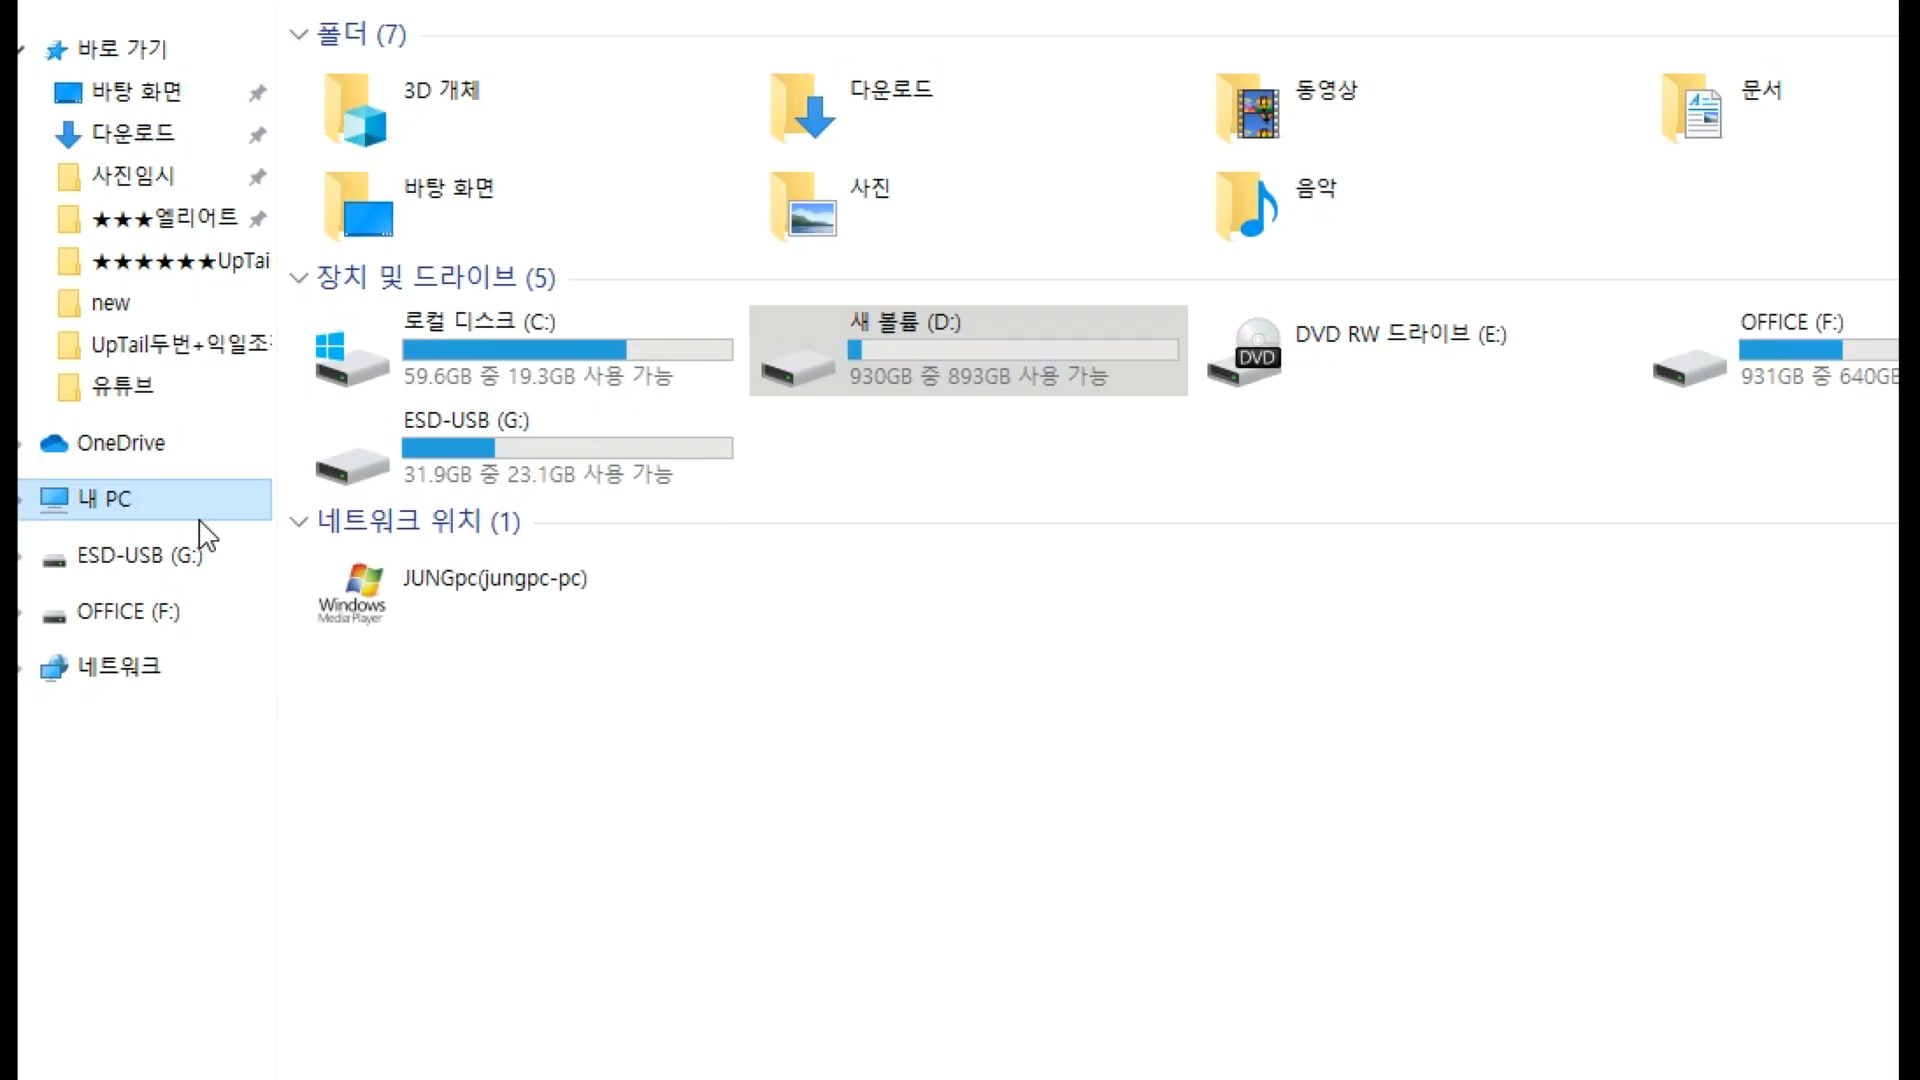 바로 가기
바탕 화면
다운로드
사진임시
★★★엘리어트
★★★★★★UpTai
new
UpTail두번+익일조
유튜브
OneDrive
내 PC
ESD-USB (G:)
OFFICE (F:)
네트워크
폴더 (7)
3D 개체
다운로드
동영상
문서
바탕 화면
사진
음악
장치 및 드라이브 (5)
로컬 디스크 (C:)
59.6GB 중 19.3GB 사용 가능
새 볼륨 (D:)
930GB 중 893GB 사용 가능
DVD
DVD RW 드라이브 (E:)
OFFICE (F:)
931GB 중 640GB
ESD-USB (G:)
31.9GB 중 23.1GB 사용 가능
네트워크 위치 (1)
Windows
Media Player
JUNGpc(jungpc-pc)